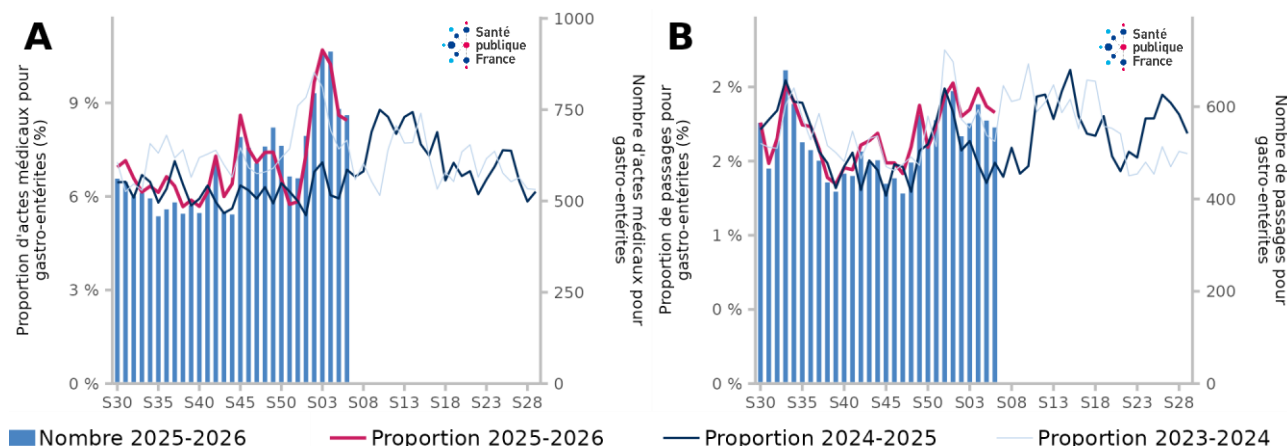 A
Santé
publique
France
Proportion d'actes médicaux pour
gastro-entérites (%)
9 %
6 %
3 %
0 %
1000
750
500
250
0
Nombre d'actes médicaux pour
gastro-entérites
S30 S35 S40 S45 S50 S03 S08 S13 S18 S23 S28
B
Santé
publique
France
Proportion de passages pour
gastro-entérites (%)
2 %
2 %
1 %
0 %
0 %
600
400
200
0
Nombre de passages pour
gastro-entérites
S30 S35 S40 S45 S50 S03 S08 S13 S18 S23 S28
Nombre 2025-2026 Proportion 2025-2026 Proportion 2024-2025 Proportion 2023-2024